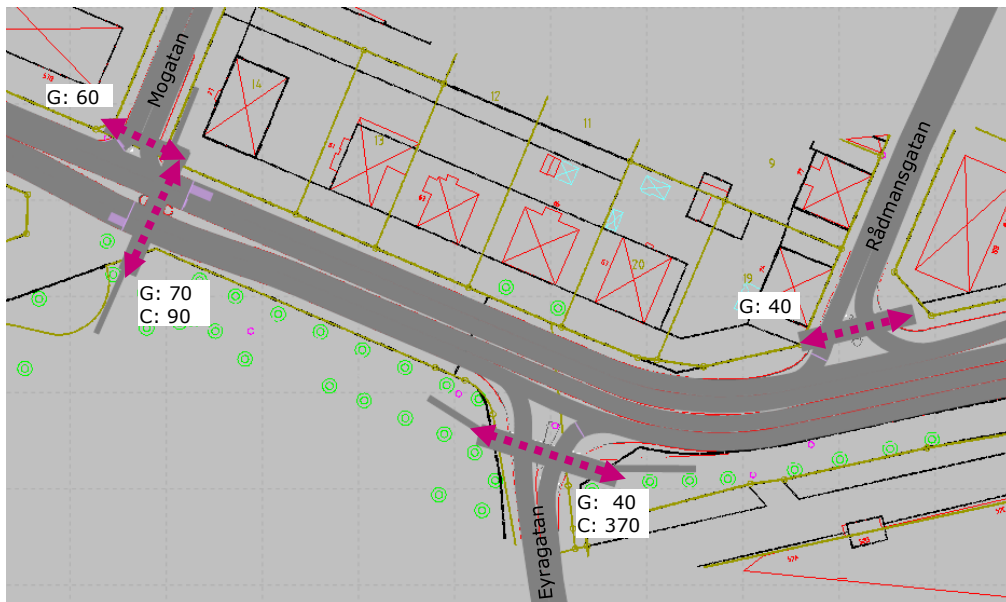 G: 60
Mogatan
14
12
11
13
9
Rådmansgatan
G: 70
C: 90
20
19
G: 40
G: 40
C: 370
Eyragatan